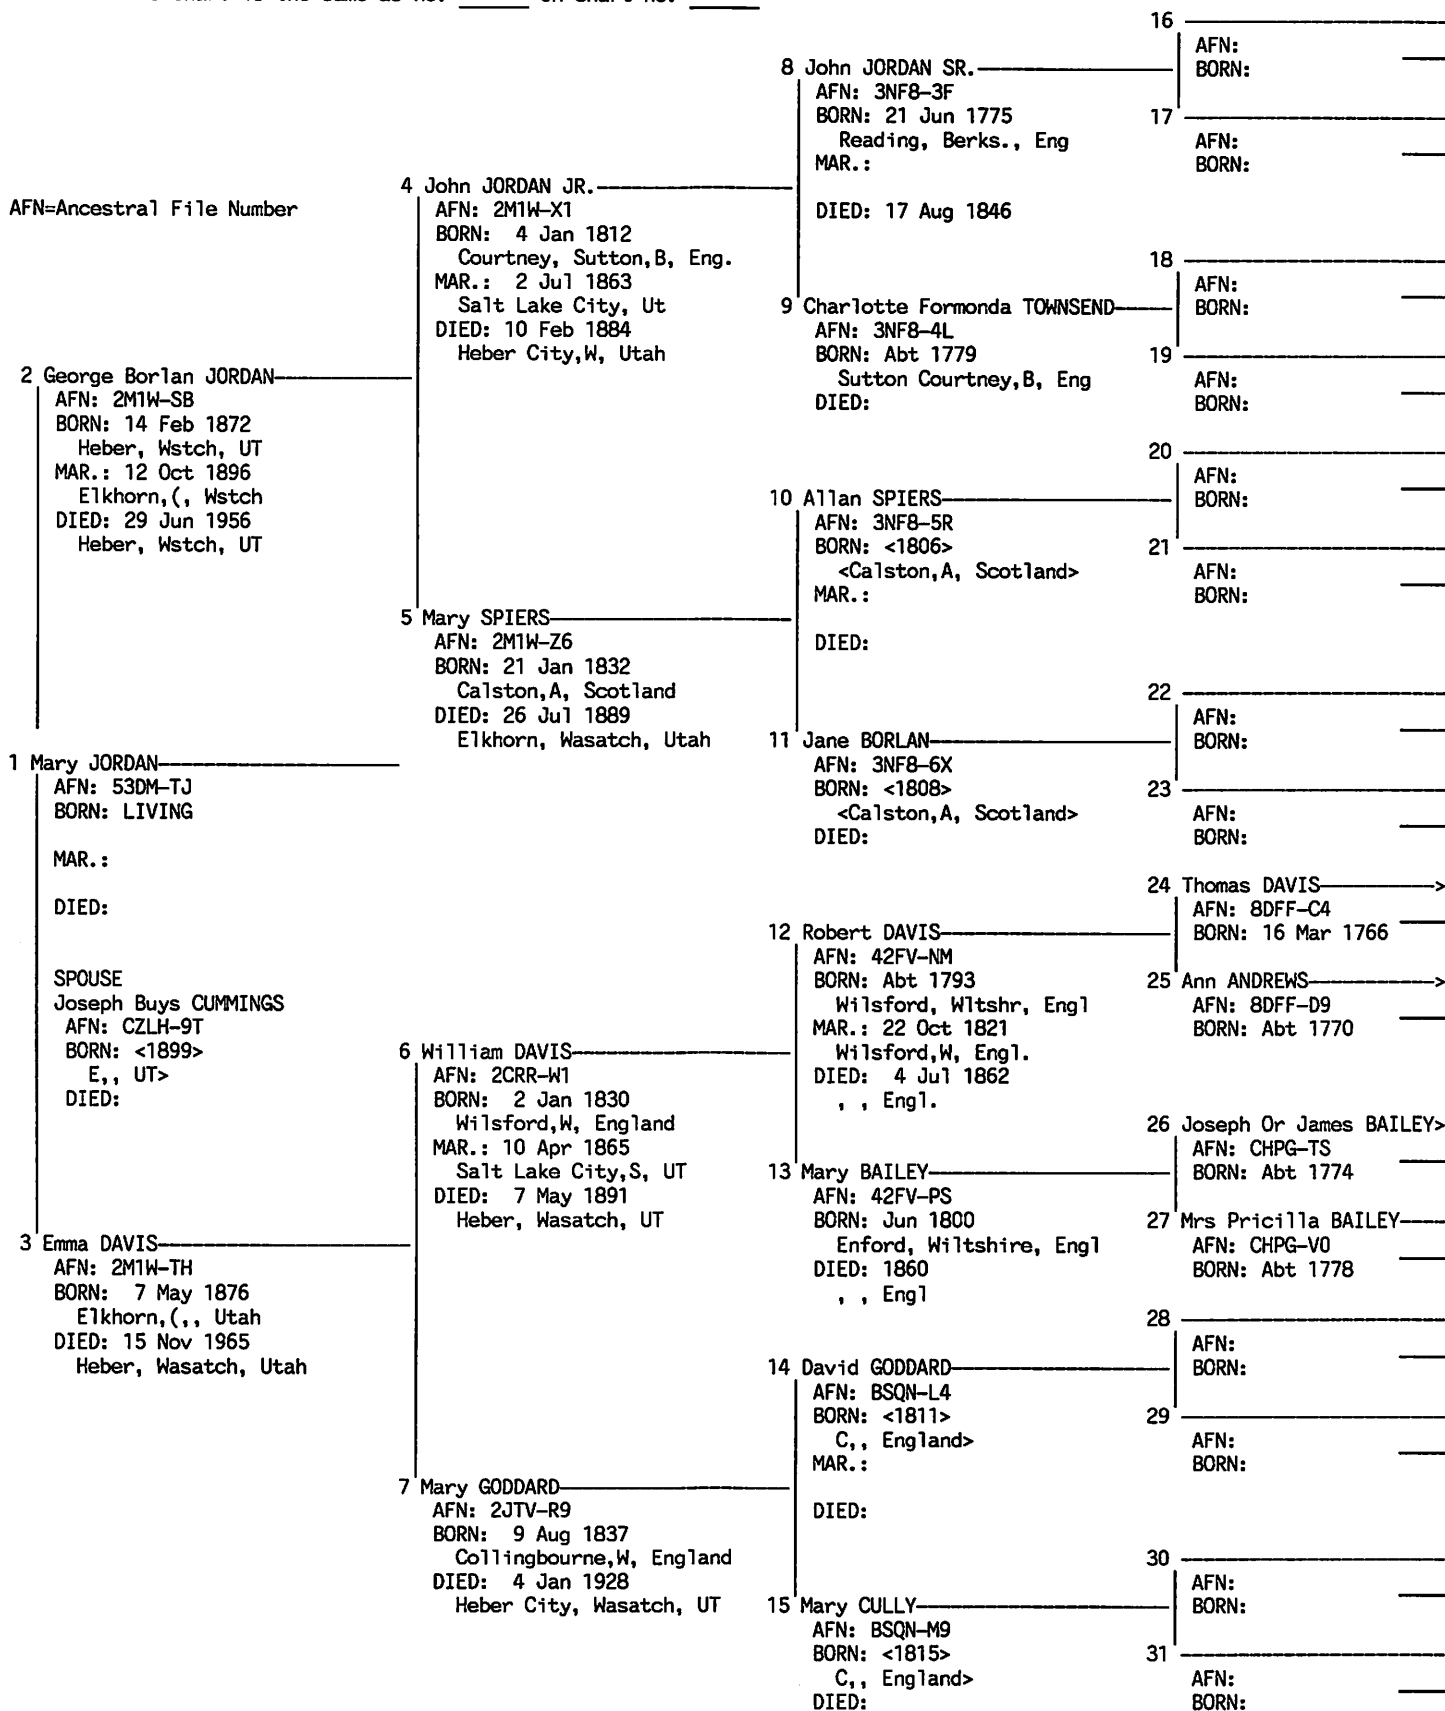 AFN=Ancestral File Number
1 Mary JORDAN
AFN: 53DM-TJ
BORN: LIVING
MAR.:
DIED:
SPOUSE
Joseph Buys CUMMINGS
AFN: CZLH-9T
BORN: <1899>
E,, UT>
DIED:
2 George Borlan JORDAN
AFN: 2M1W-SB
BORN: 14 Feb 1872
Heber, Wstch, UT
MAR.: 12 Oct 1896
Elkhorn,(, Wstch
DIED: 29 Jun 1956
Heber, Wstch, UT
3 Emma DAVIS
AFN: 2M1W-TH
BORN: 7 May 1876
Elkhorn,(,, Utah
DIED: 15 Nov 1965
Heber, Wasatch, Utah
4 John JORDAN JR.
AFN: 2M1W-X1
BORN: 4 Jan 1812
Courtney, Sutton,B, Eng.
MAR.: 2 Jul 1863
Salt Lake City, Ut
DIED: 10 Feb 1884
Heber City,W, Utah
5 Mary SPIERS
AFN: 2M1W-Z6
BORN: 21 Jan 1832
Calston,A, Scotland
DIED: 26 Jul 1889
Elkhorn, Wasatch, Utah
6 William DAVIS
AFN: 2CRR-W1
BORN: 2 Jan 1830
Wilsford,W, England
MAR.: 10 Apr 1865
Salt Lake City,S, UT
DIED: 7 May 1891
Heber, Wasatch, UT
7 Mary GODDARD
AFN: 2JTV-R9
BORN: 9 Aug 1837
Collingbourne,W, England
DIED: 4 Jan 1928
Heber City, Wasatch, UT
8 John JORDAN SR.
AFN: 3NF8-3F
BORN: 21 Jun 1775
Reading, Berks., Eng
MAR.:
DIED: 17 Aug 1846
9 Charlotte Formonda TOWNSEND
AFN: 3NF8-4L
BORN: Abt 1779
Sutton Courtney,B, Eng
DIED:
10 Allan SPIERS
AFN: 3NF8-5R
BORN: <1806>
<Calston,A, Scotland>
MAR.:
DIED:
11 Jane BORLAN
AFN: 3NF8-6X
BORN: <1808>
<Calston,A, Scotland>
DIED:
12 Robert DAVIS
AFN: 42FV-NM
BORN: Abt 1793
Wilsford, Wltshr, Engl
MAR.: 22 Oct 1821
Wilsford,W, Engl.
DIED: 4 Jul 1862
, , Engl.
13 Mary BAILEY
AFN: 42FV-PS
BORN: Jun 1800
Enford, Wiltshire, Engl
DIED: 1860
, , Engl
14 David GODDARD
AFN: BSQN-L4
BORN: <1811>
C,, England>
MAR.:
DIED:
15 Mary CULLY
AFN: BSQN-M9
BORN: <1815>
C,, England>
DIED:
16
AFN:
BORN:
17
AFN:
BORN:
18
AFN:
BORN:
19
AFN:
BORN:
20
AFN:
BORN:
21
AFN:
BORN:
22
AFN:
BORN:
23
AFN:
BORN:
24 Thomas DAVIS>
AFN: 8DFF-C4
BORN: 16 Mar 1766
25 Ann ANDREWS>
AFN: 8DFF-D9
BORN: Abt 1770
26 Joseph Or James BAILEY>
AFN: CHPG-TS
BORN: Abt 1774
27 Mrs Pricilla BAILEY
AFN: CHPG-V0
BORN: Abt 1778
28
AFN:
BORN:
29
AFN:
BORN:
30
AFN:
BORN:
31
AFN:
BORN: